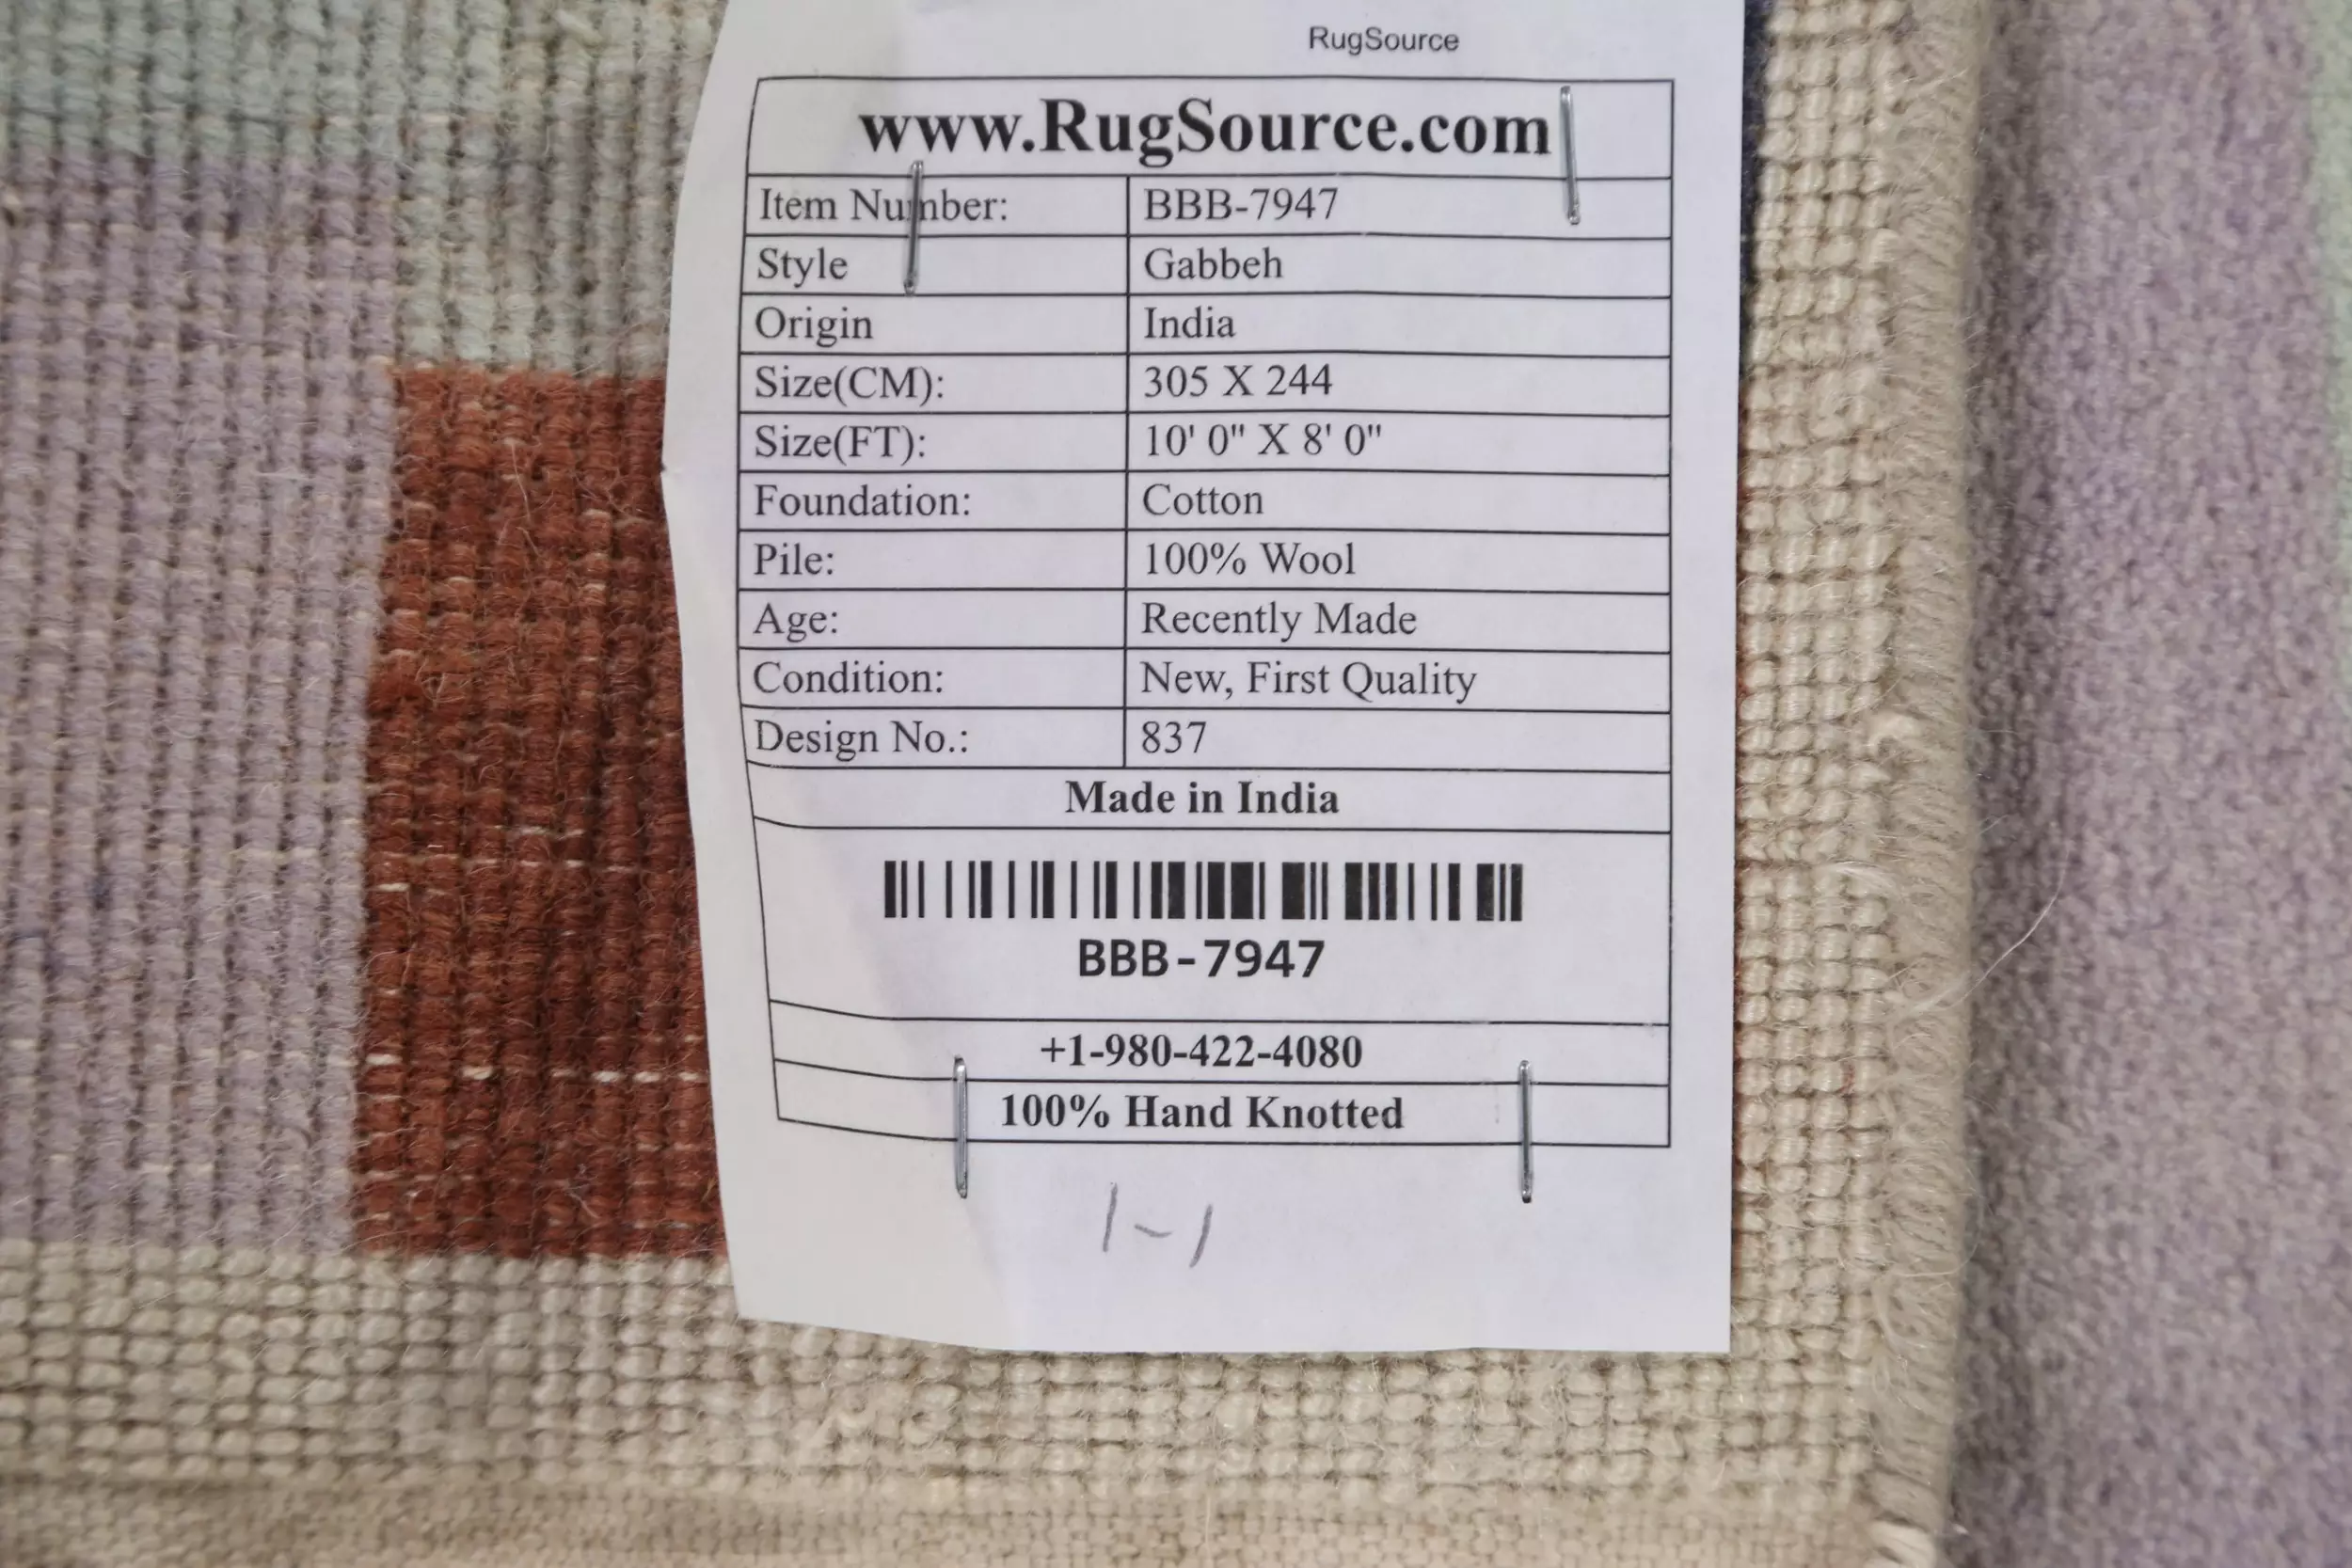 RugSource
www.RugSource.com
Item Number: BBB-7947
Style Gabbeh
Origin India
Size(CM): 305 X 244
Size(FT): 10' 0" X 8' 0"
Foundation: Cotton
Pile: 100% Wool
Age: Recently Made
Condition: New, First Quality
Design No.: 837
Made in India
BBB-7947
+1-980-422-4080
100% Hand Knotted
1-1